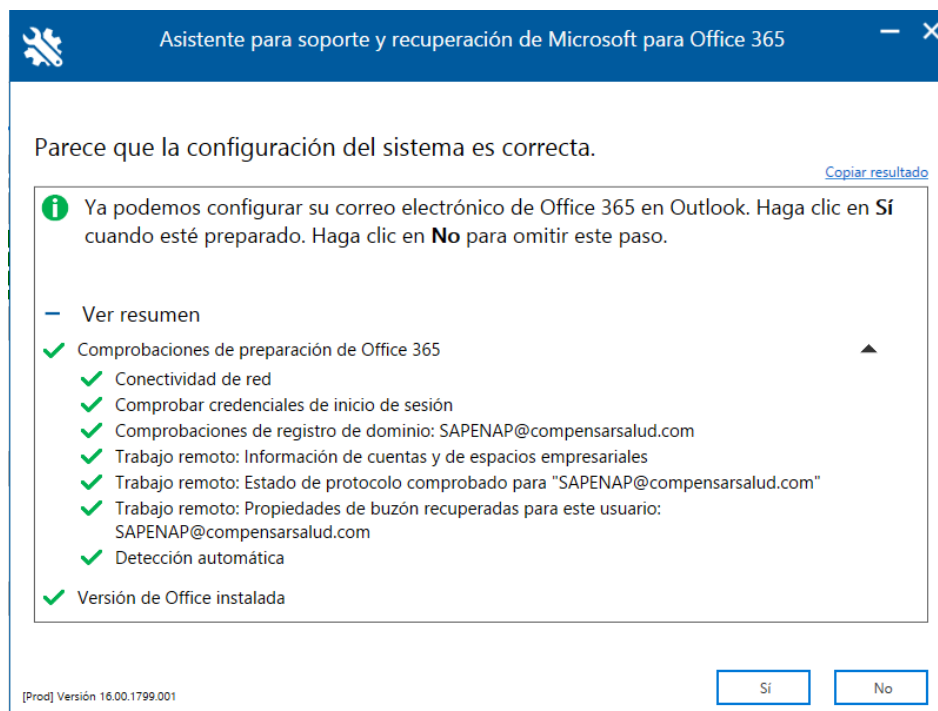 Asistente para soporte y recuperación de Microsoft para Office 365
Parece que la configuración del sistema es correcta.
Copiar resultado
Ya podemos configurar su correo electrónico de Office 365 en Outlook. Haga clic en Sí
cuando esté preparado. Haga clic en No para omitir este paso.
Ver resumen
Comprobaciones de preparación de Office 365
Conectividad de red
Comprobar credenciales de inicio de sesión
Comprobaciones de registro de dominio: SAPENAP@compensarsalud.com
Trabajo remoto: Información de cuentas y de espacios empresariales
Trabajo remoto: Estado de protocolo comprobado para "SAPENAP@compensarsalud.com"
Trabajo remoto: Propiedades de buzón recuperadas para este usuario:
SAPENAP@compensarsalud.com
Detección automática
Versión de Office instalada
[Prod] Versión 16.00.1799.001
Sí
No